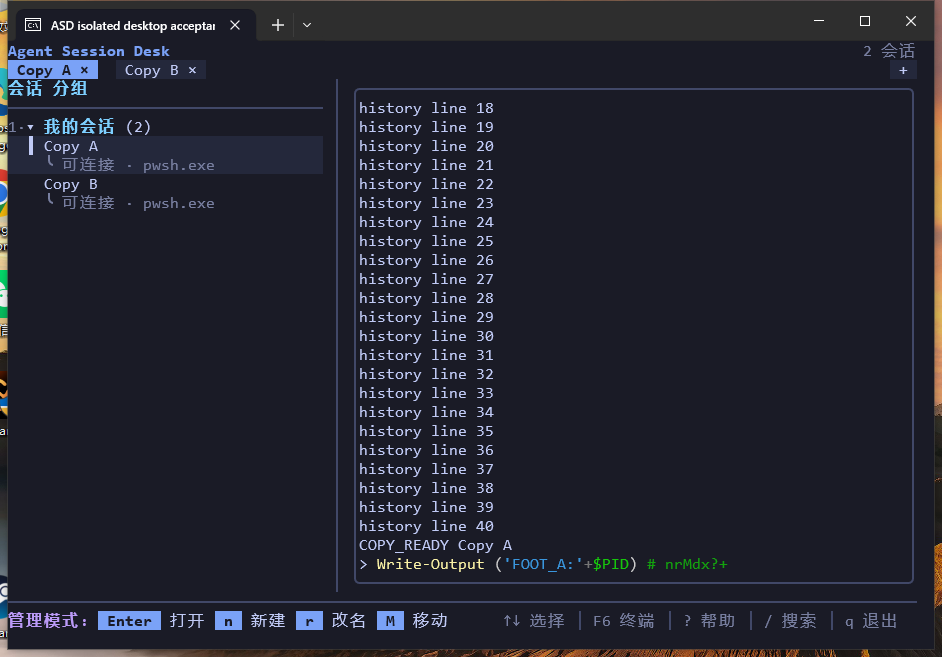 ASD isolated desktop acceptar
Agent Session Desk 2 会话
Copy A × Copy B × +
会话 分组
1·▾ 我的会话 (2)
Copy A
╰ 可连接 · pwsh.exe
Copy B
╰ 可连接 · pwsh.exe
history line 18
history line 19
history line 20
history line 21
history line 22
history line 23
history line 24
history line 25
history line 26
history line 27
history line 28
history line 29
history line 30
history line 31
history line 32
history line 33
history line 34
history line 35
history line 36
history line 37
history line 38
history line 39
history line 40
COPY_READY Copy A
> Write-Output ('FOOT_A:'+$PID) # nrMdx?+
管理模式: Enter 打开 n 新建 r 改名 M 移动 ↑↓ 选择 │ F6 终端 │ ? 帮助 │ / 搜索 │ q 退出